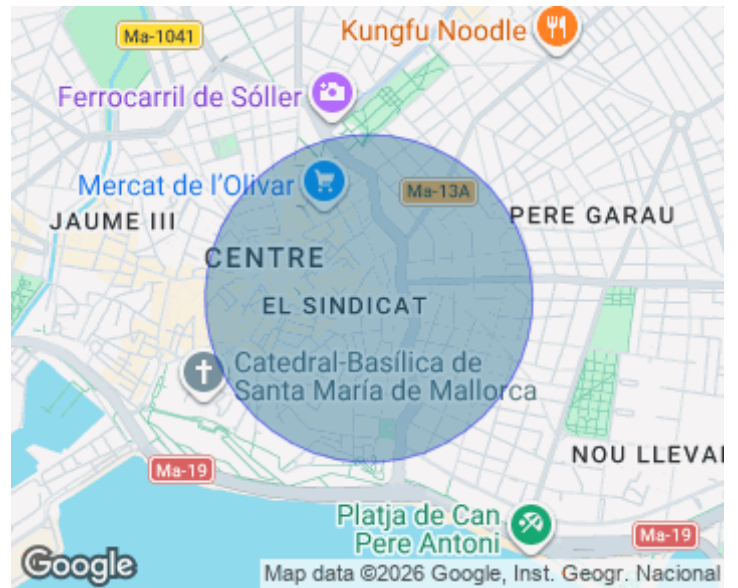 Ma-1041
Kungfu Noodle
Ferrocarril de Sóller
Mercat de l'Olivar
Ma-13A
JAUME III
PERE GARAU
CENTRE
EL SINDICAT
Catedral-Basílica de
Santa María de Mallorca
NOU LLEVA
Ma-19
Platja de Can
Pere Antoni
Ma-19
Google
Map data ©2026 Google, Inst. Geogr. Nacional